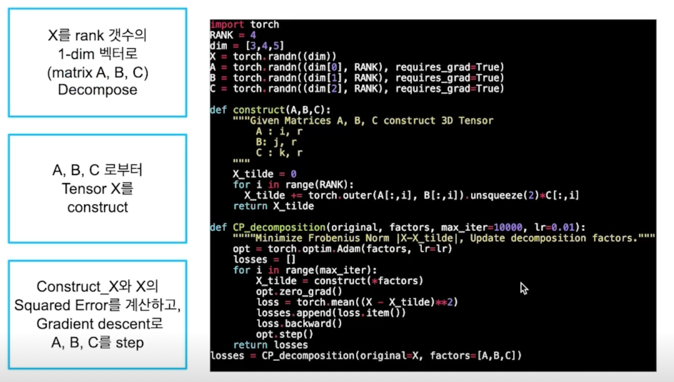 X를 rank 갯수의
1-dim 벡터로
(matrix A, B, C)
Decompose
A, B, C 로부터
Tensor X를
construct
Construct_X와 X의
Squared Error를 계산하고,
Gradient descent로
A, B, C를 step
import torch
RANK = 4
dim = [3,4,5]
X = torch.randn((dim))
A = torch.randn((dim[0], RANK), requires_grad=True)
B = torch.randn((dim[1], RANK), requires_grad=True)
C = torch.randn((dim[2], RANK), requires_grad=True)
def construct(A,B,C):
"""Given Matrices A, B, C construct 3D Tensor
A : i, r
B: j, r
C : k, r
"""
X_tilde = 0
for i in range(RANK):
X_tilde += torch.outer(A[:,i], B[:,i]).unsqueeze(2)*C[:,i]
return X_tilde
def CP_decomposition(original, factors, max_iter=10000, lr=0.01):
""""Minimize Frobenius Norm |X-X_tilde|, Update decomposition factors."""
opt = torch.optim.Adam(factors, lr=lr)
losses = []
for i in range(max_iter):
X_tilde = construct(*factors)
opt.zero_grad()
loss = torch.mean((X - X_tilde)**2)
losses.append(loss.item())
loss.backward()
opt.step()
return losses
losses = CP_decomposition(original=X, factors=[A,B,C])